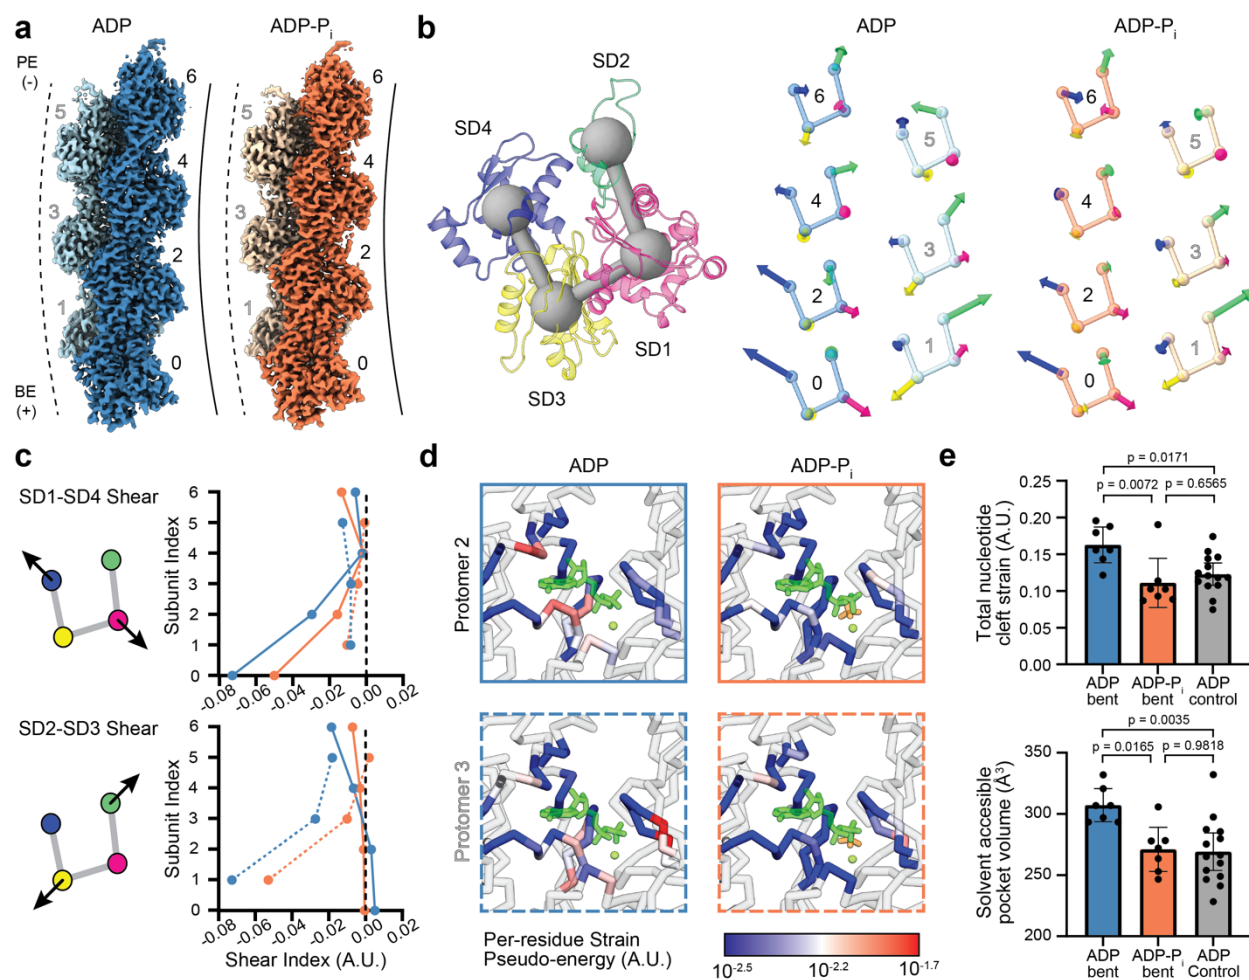 a
ADP
ADP-Pi
PE
(-)
6
5
4
3
2
1
0
BE
(+)
6
5
4
3
2
1
0
b
SD2
SD4
SD1
SD3
ADP
ADP-Pi
6
5
4
3
2
1
0
6
5
4
3
2
1
0
c
SD1-SD4 Shear
Subunit Index
6
5
4
3
2
1
0
-0.08
-0.06
-0.04
-0.02
0.00
0.02
SD2-SD3 Shear
Subunit Index
6
5
4
3
2
1
0
-0.08
-0.06
-0.04
-0.02
0.00
0.02
Shear Index (A.U.)
d
ADP
ADP-Pi
Protomer 2
Protomer 3
Per-residue Strain
Pseudo-energy (A.U.)
10^-2.5
10^-2.2
10^-1.7
e
p = 0.0171
p = 0.0072
p = 0.6565
Total nucleotide
cleft strain (A.U.)
0.25
0.20
0.15
0.10
0.05
0.00
ADP
bent
ADP-Pi
bent
ADP
control
p = 0.0035
p = 0.0165
p = 0.9818
Solvent accesible
pocket volume (Å³)
350
300
250
200
ADP
bent
ADP-Pi
bent
ADP
Control